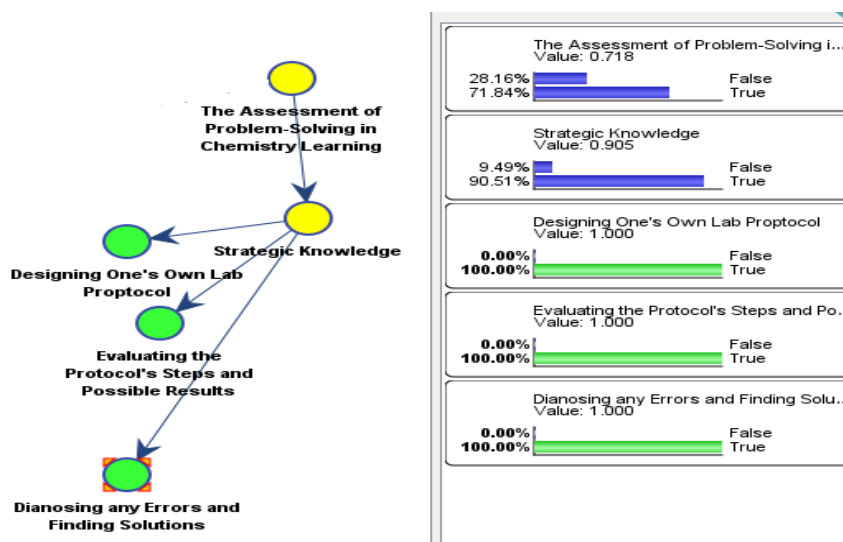 The Assessment of
Problem-Solving in
Chemistry Learning
Strategic Knowledge
Designing One's Own Lab
Proptocol
Evaluating the
Protocol's Steps and
Possible Results
Dianosing any Errors and
Finding Solutions
The Assessment of Problem-Solving i...
Value: 0.718
28.16% False
71.84% True
Strategic Knowledge
Value: 0.905
9.49% False
90.51% True
Designing One's Own Lab Proptocol
Value: 1.000
0.00% False
100.00% True
Evaluating the Protocol's Steps and Po...
Value: 1.000
0.00% False
100.00% True
Dianosing any Errors and Finding Solu...
Value: 1.000
0.00% False
100.00% True